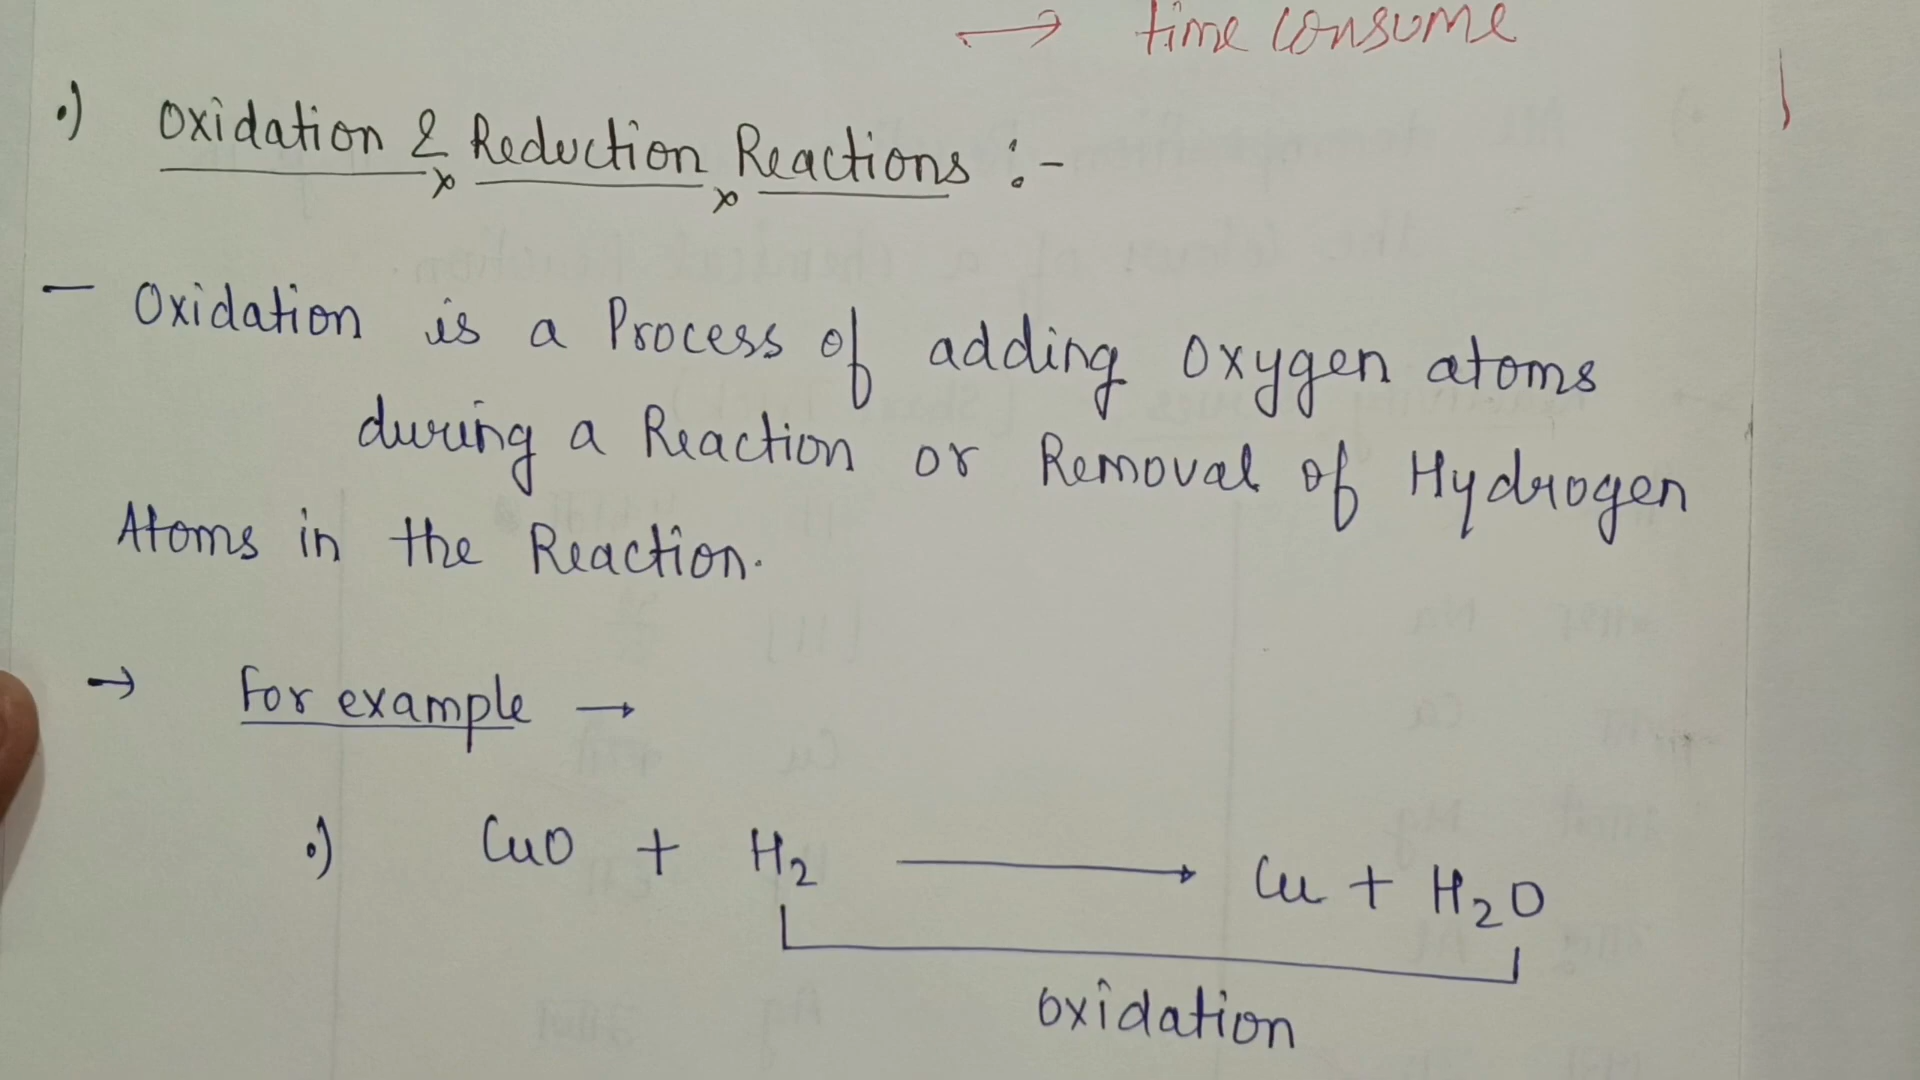 → time consume
•) Oxidation & Reduction Reactions :-
- Oxidation is a Process of adding oxygen atoms
during a Reaction or Removal of Hydrogen
Atoms in the Reaction.
→ For example →
•) CuO + H₂ → Cu + H₂O
oxidation